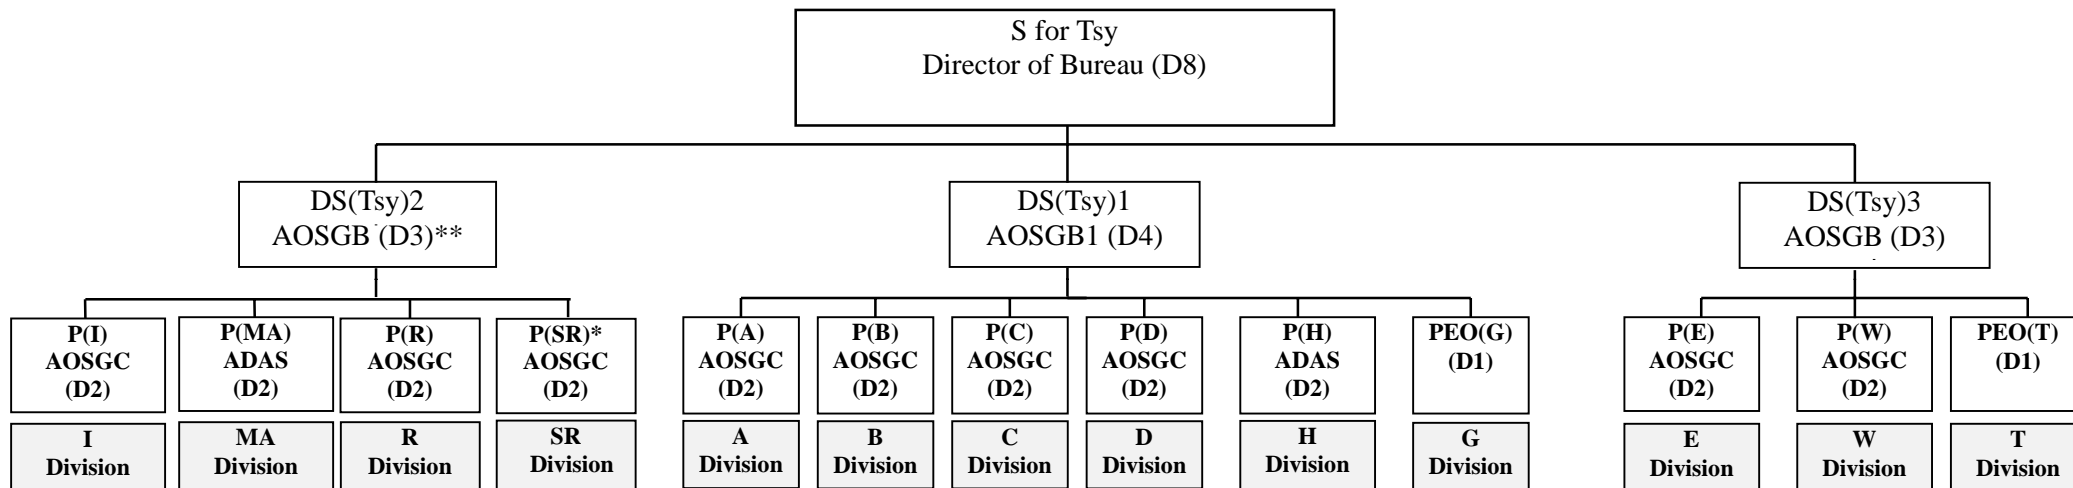 S for Tsy
Director of Bureau (D8)
DS(Tsy)2
AOSGB (D3)**
DS(Tsy)1
AOSGB1 (D4)
DS(Tsy)3
AOSGB (D3)
P(I)
AOSGC
(D2)
P(MA)
ADAS
(D2)
P(R)
AOSGC
(D2)
P(SR)*
AOSGC
(D2)
P(A)
AOSGC
(D2)
P(B)
AOSGC
(D2)
P(C)
AOSGC
(D2)
P(D)
AOSGC
(D2)
P(H)
ADAS
(D2)
PEO(G)
(D1)
P(E)
AOSGC
(D2)
P(W)
AOSGC
(D2)
PEO(T)
(D1)
I
Division
MA
Division
R
Division
SR
Division
A
Division
B
Division
C
Division
D
Division
H
Division
G
Division
E
Division
W
Division
T
Division